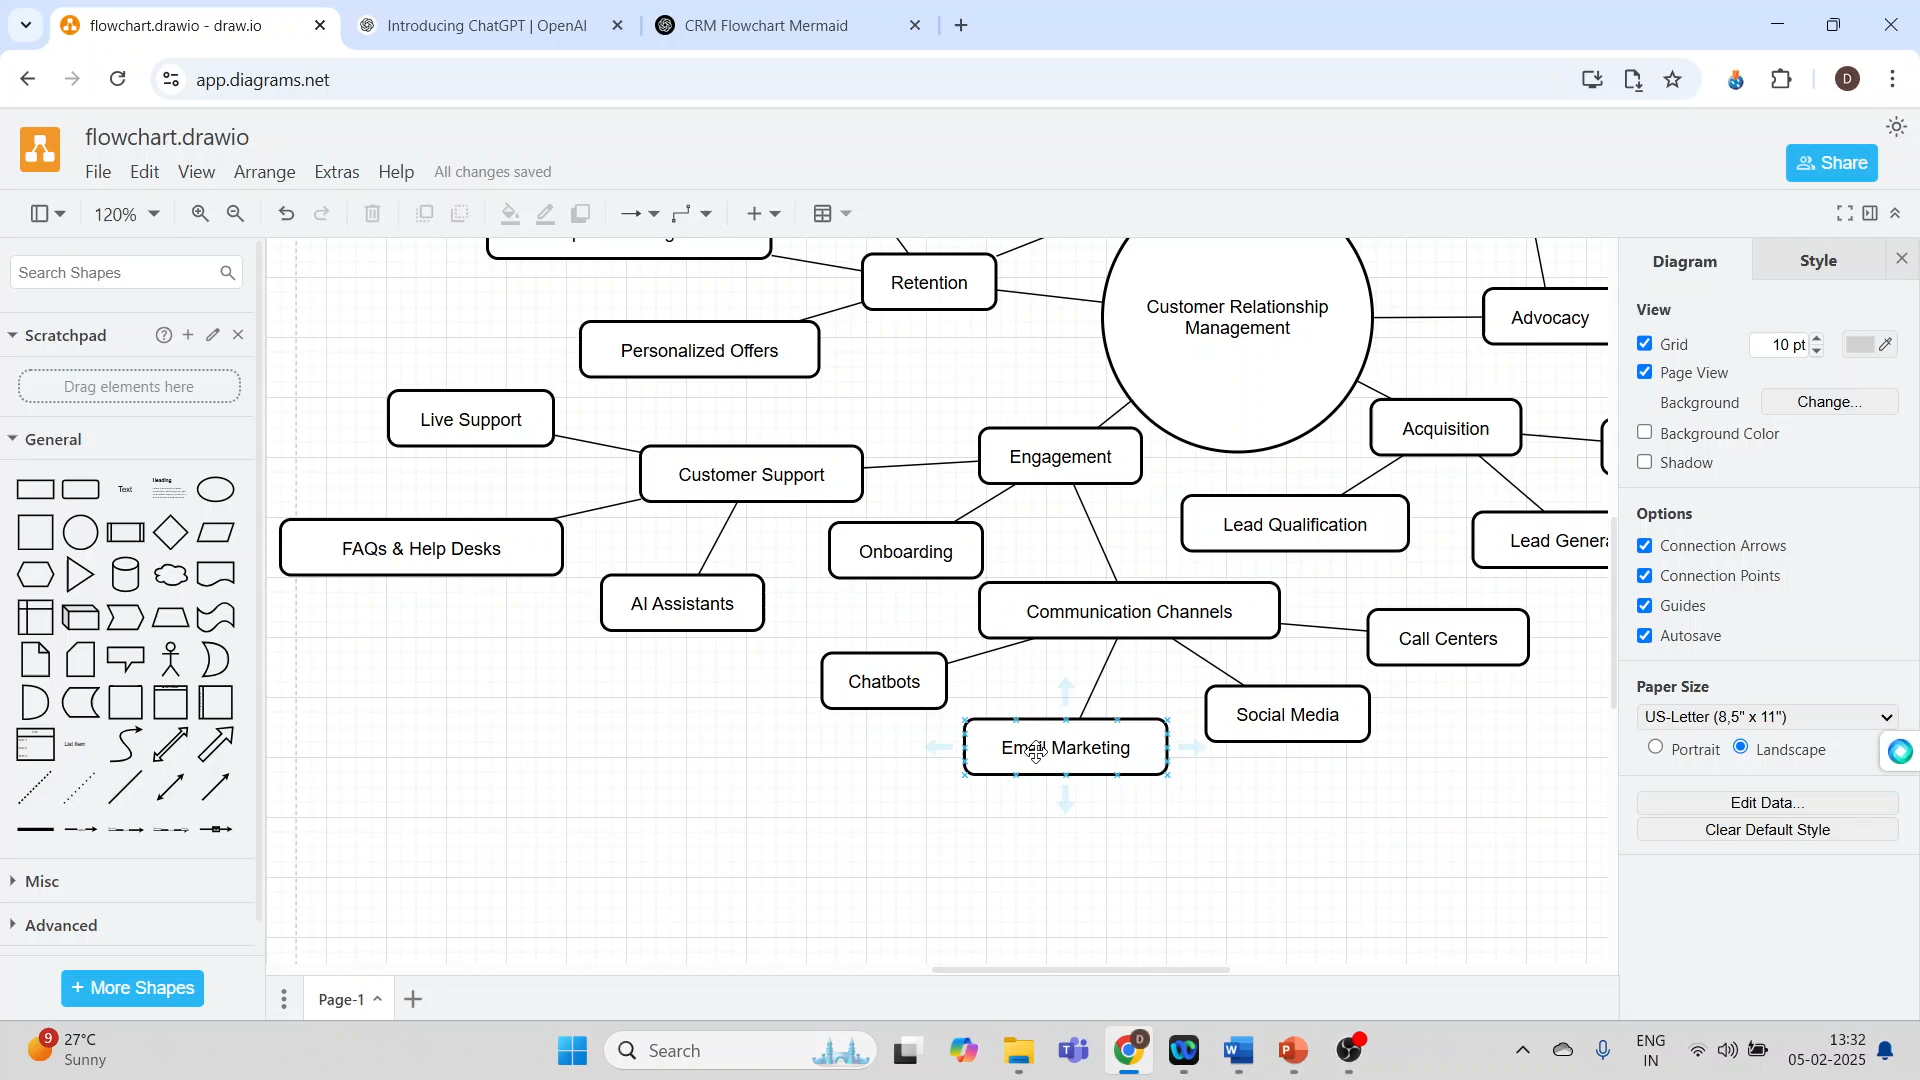 flowchart.drawio - draw.io
Introducing ChatGPT | OpenAI
CRM Flowchart Mermaid
app.diagrams.net
D
flowchart.drawio
File Edit View Arrange Extras Help All changes saved
Share
120%
Search Shapes
Scratchpad
Drag elements here
General
Text
Heading
List Item
Misc
Advanced
+ More Shapes
Retention
Customer Relationship
Management
Advocacy
Personalized Offers
Live Support
Acquisition
Engagement
Customer Support
Lead Qualification
Lead Genera
FAQs & Help Desks
Onboarding
AI Assistants
Communication Channels
Call Centers
Chatbots
Social Media
Email Marketing
Diagram
Style
View
Grid
10 pt
Page View
Background
Change...
Background Color
Shadow
Options
Connection Arrows
Connection Points
Guides
Autosave
Paper Size
US-Letter (8,5" x 11")
Portrait
Landscape
Edit Data...
Clear Default Style
Page-1
9
27°C
Sunny
Search
D
ENG
IN
13:32
05-02-2025